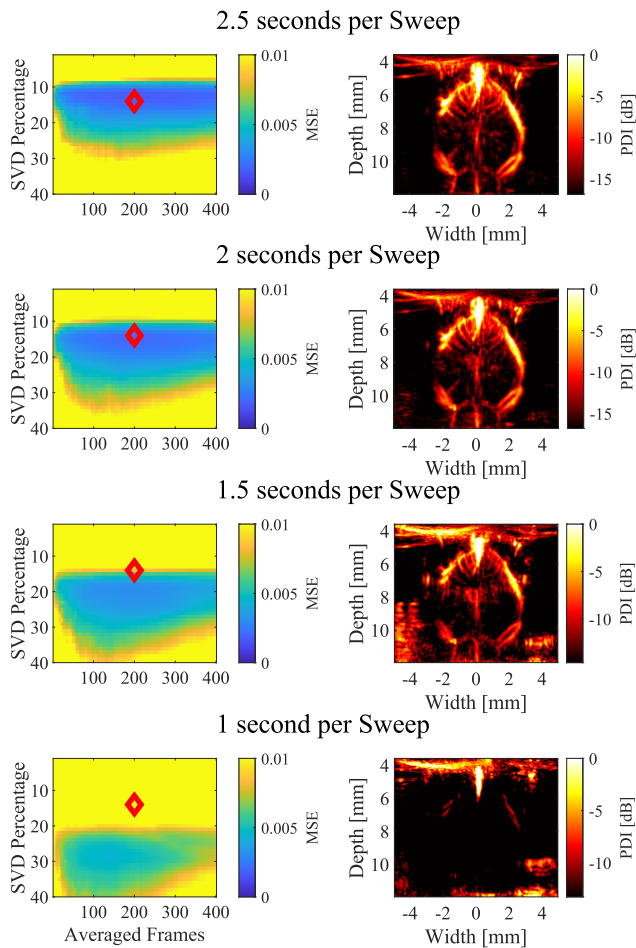 2.5 seconds per Sweep
SVD Percentage
10
20
30
40
100 200 300 400
0.01
0.005
0
MSE
Depth [mm]
4
6
8
10
-4 -2 0 2 4
Width [mm]
0
-5
-10
-15
PDI [dB]
2 seconds per Sweep
SVD Percentage
10
20
30
40
100 200 300 400
0.01
0.005
0
MSE
Depth [mm]
4
6
8
10
-4 -2 0 2 4
Width [mm]
0
-5
-10
-15
PDI [dB]
1.5 seconds per Sweep
SVD Percentage
10
20
30
40
100 200 300 400
0.01
0.005
0
MSE
Depth [mm]
4
6
8
10
-4 -2 0 2 4
Width [mm]
0
-5
-10
PDI [dB]
1 second per Sweep
SVD Percentage
10
20
30
40
100 200 300 400
Averaged Frames
0.01
0.005
0
MSE
Depth [mm]
4
6
8
10
-4 -2 0 2 4
Width [mm]
0
-5
-10
PDI [dB]